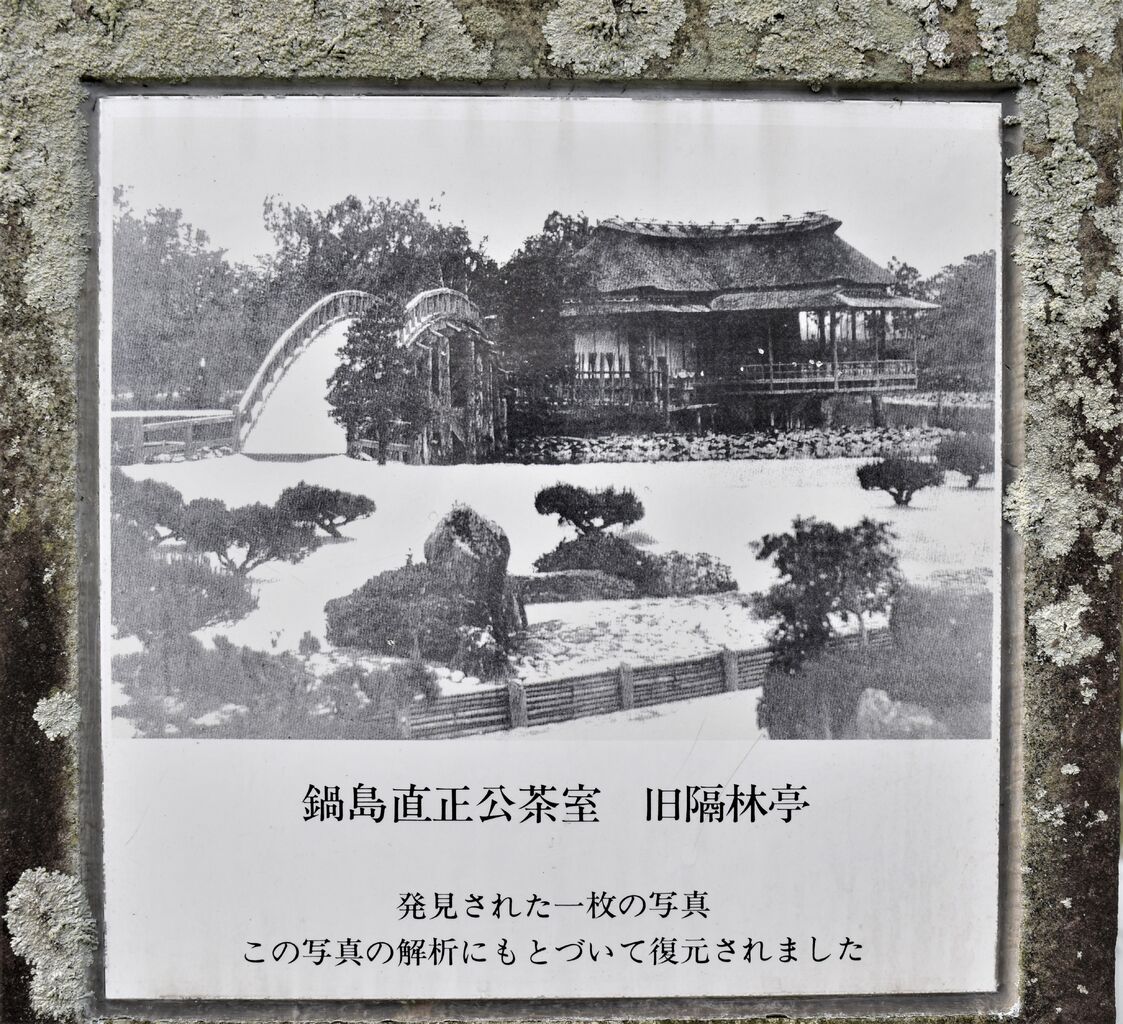 鍋島直正公茶室　旧隔林亭
発見された一枚の写真
この写真の解析にもとづいて復元されました